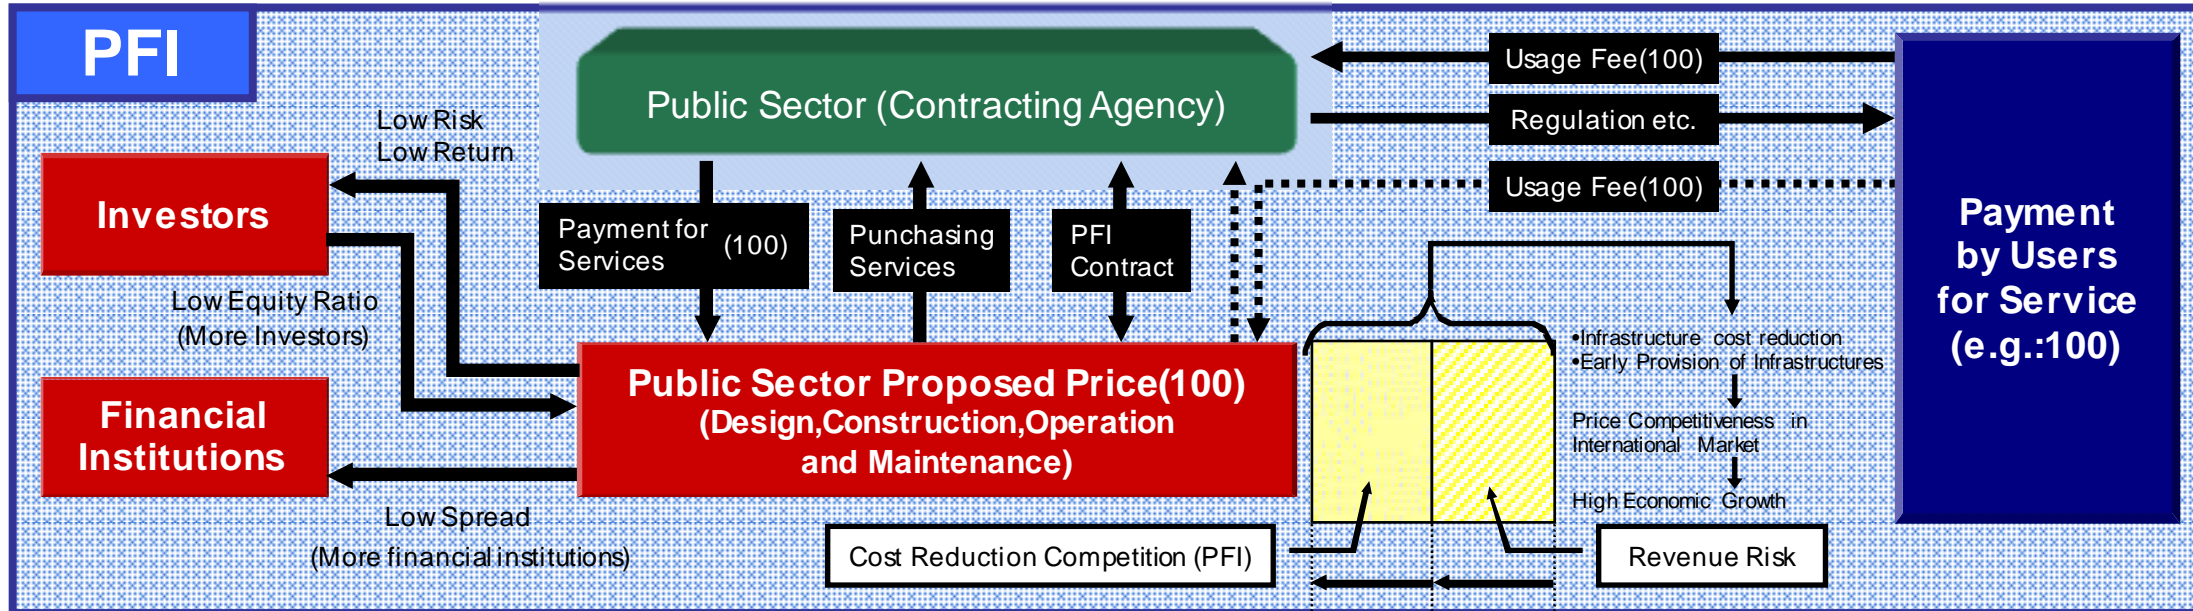 PFI
Public Sector (Contracting Agency)
Usage Fee(100)
Regulation etc.
Usage Fee(100)
Low Risk
Low Return
Investors
Low Equity Ratio
(More Investors)
Financial
Institutions
Low Spread
(More financial institutions)
Payment for
Services
(100)
Punchasing
Services
PFI
Contract
Public Sector Proposed Price(100)
(Design,Construction,Operation
and Maintenance)
•Infrastructure cost reduction
•Early Provision of Infrastructures
Price Competitiveness in
International Market
High Economic Growth
Cost Reduction Competition (PFI)
Revenue Risk
Payment
by Users
for Service
(e.g.:100)